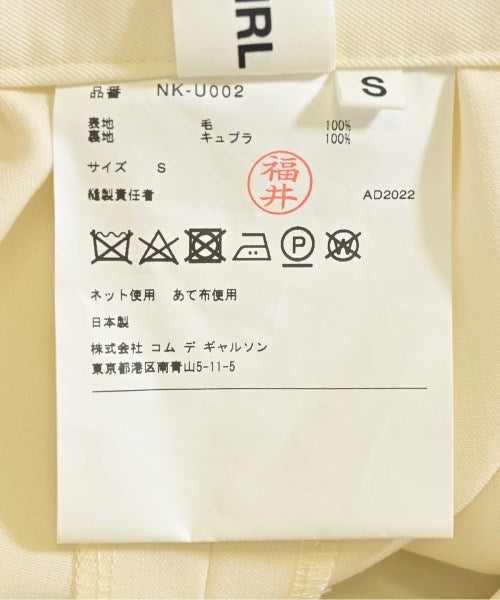 IRL
S
品番 NK-U002
表地 毛 100%
裏地 キュプラ 100%
サイズ S
福井
縫製責任者 AD2022
P W
ネット使用 あて布使用
日本製
株式会社 コム デ ギャルソン
東京都港区南青山5-11-5